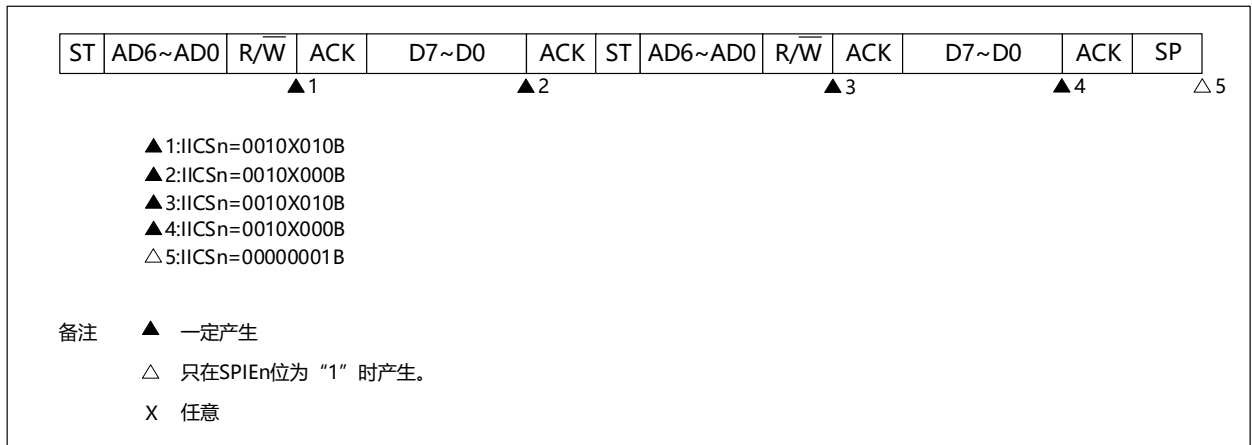 ST AD6~AD0 R/W̅ ACK D7~D0 ACK ST AD6~AD0 R/W̅ ACK D7~D0 ACK SP
▲1 ▲2 ▲3 ▲4 △5
▲1:IICSn=0010X010B
▲2:IICSn=0010X000B
▲3:IICSn=0010X010B
▲4:IICSn=0010X000B
△5:IICSn=00000001B
备注 ▲ 一定产生
△ 只在SPIEn位为“1”时产生。
X 任意